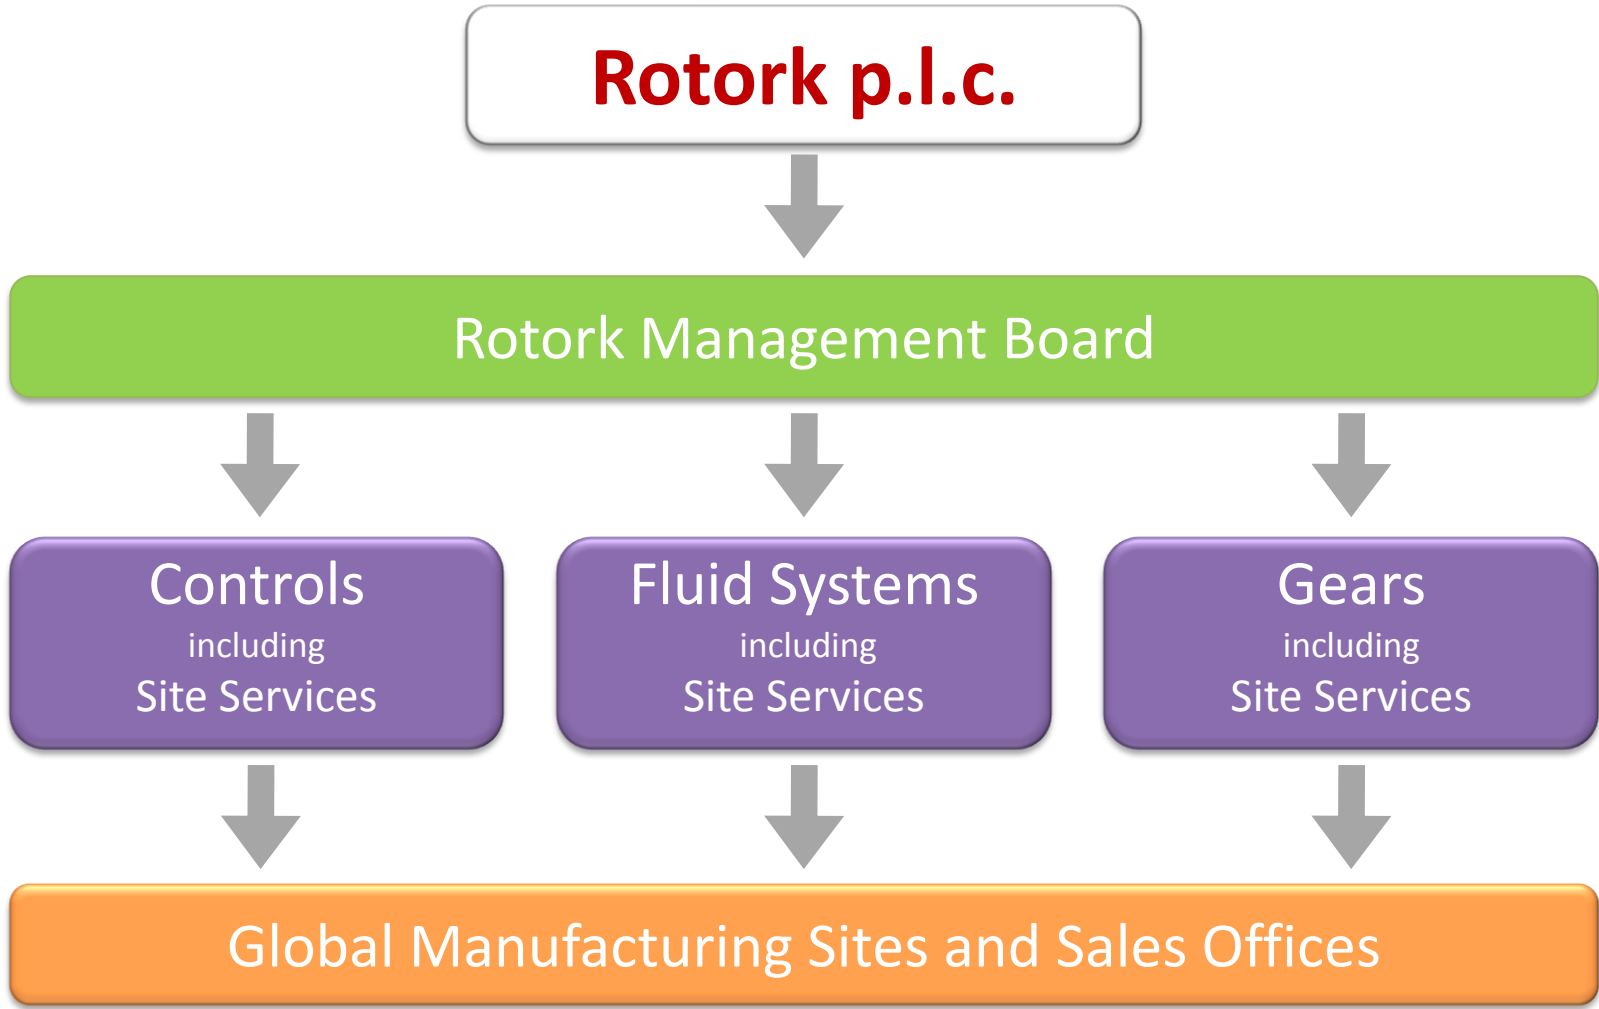 Rotork p.l.c.
Rotork Management Board
Controls
including
Site Services
Fluid Systems
including
Site Services
Gears
including
Site Services
Global Manufacturing Sites and Sales Offices